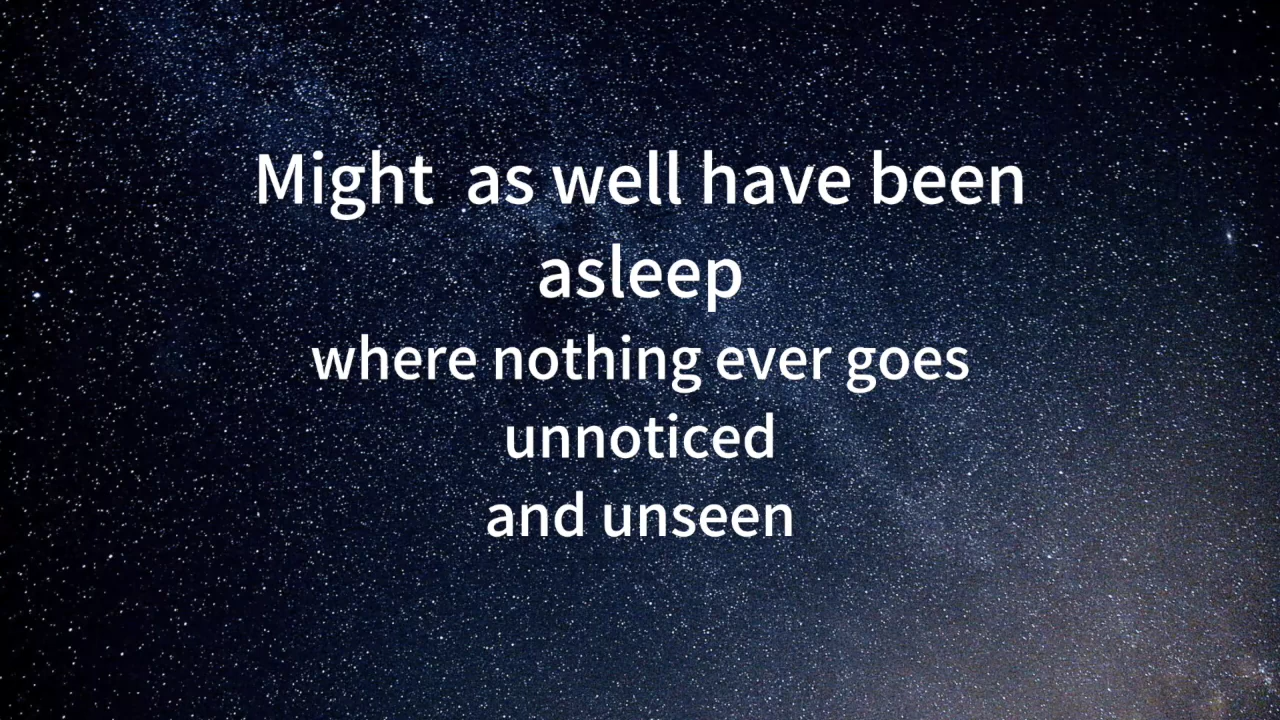 Might  as well have been
asleep
where nothing ever goes
unnoticed
and unseen